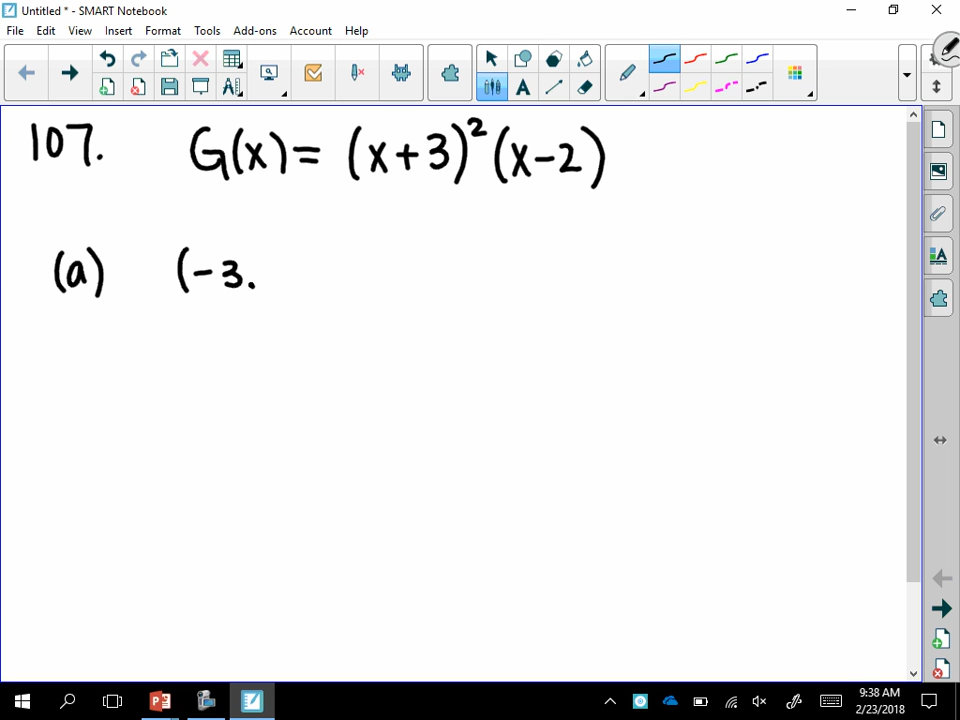 Untitled * - SMART Notebook
File Edit View Insert Format Tools Add-ons Account Help
107. G(x) = (x+3)² (x-2)
(a) (-3.
9:38 AM
2/23/2018